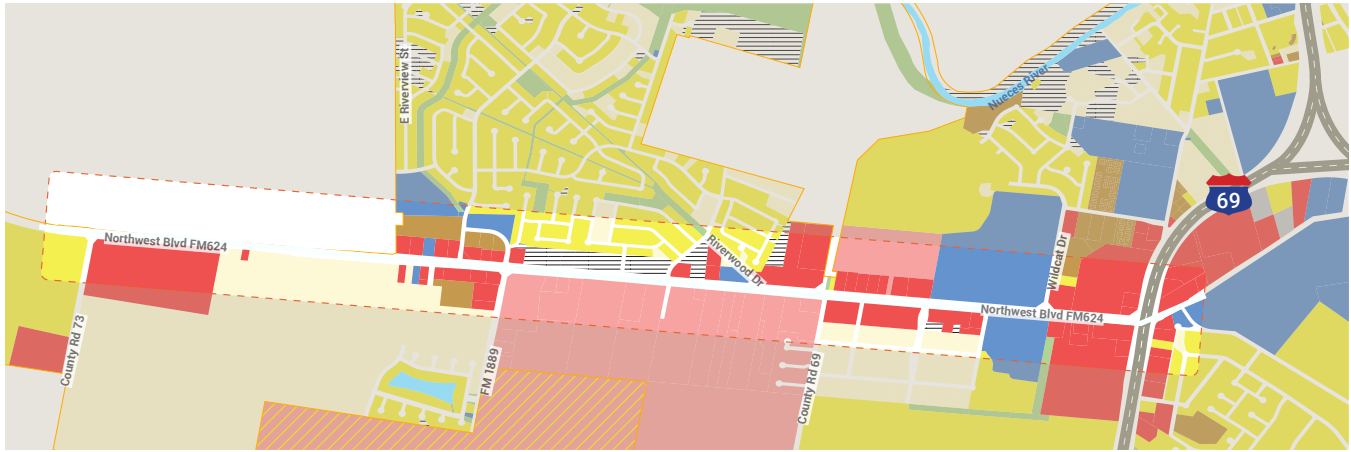 E Riverview St
Nueces River
69
Northwest Blvd FM624
Riverwood Dr
Wildcat Dr
Northwest Blvd FM624
County Rd 73
FM 1889
County Rd 69